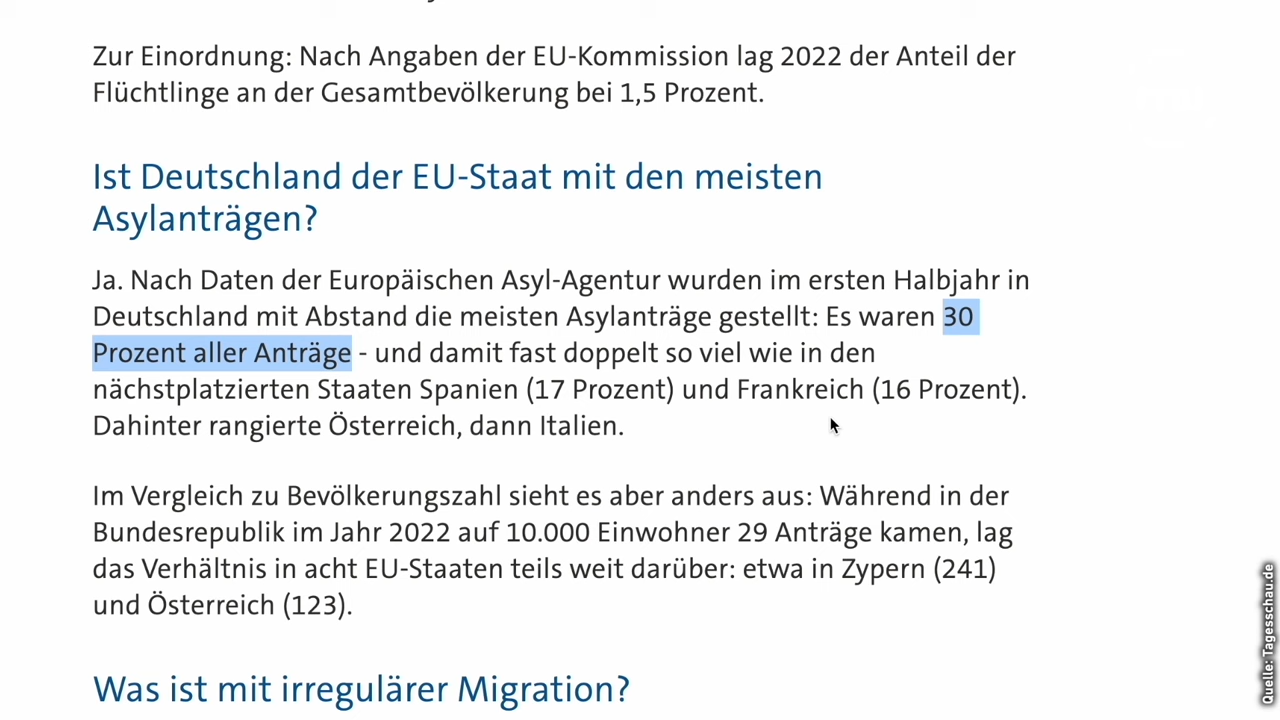 Zur Einordnung: Nach Angaben der EU-Kommission lag 2022 der Anteil der
Flüchtlinge an der Gesamtbevölkerung bei 1,5 Prozent.
Ist Deutschland der EU-Staat mit den meisten
Asylanträgen?
Ja. Nach Daten der Europäischen Asyl-Agentur wurden im ersten Halbjahr in
Deutschland mit Abstand die meisten Asylanträge gestellt: Es waren 30
Prozent aller Anträge - und damit fast doppelt so viel wie in den
nächstplatzierten Staaten Spanien (17 Prozent) und Frankreich (16 Prozent).
Dahinter rangierte Österreich, dann Italien.
Im Vergleich zu Bevölkerungszahl sieht es aber anders aus: Während in der
Bundesrepublik im Jahr 2022 auf 10.000 Einwohner 29 Anträge kamen, lag
das Verhältnis in acht EU-Staaten teils weit darüber: etwa in Zypern (241)
und Österreich (123).
Was ist mit irregulärer Migration?
Quelle: Tagesschau.de